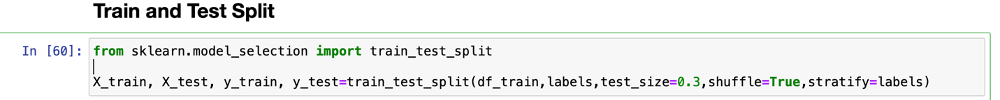 Train and Test Split
In [60]: from sklearn.model_selection import train_test_split
X_train, X_test, y_train, y_test=train_test_split(df_train,labels,test_size=0.3,shuffle=True,stratify=labels)